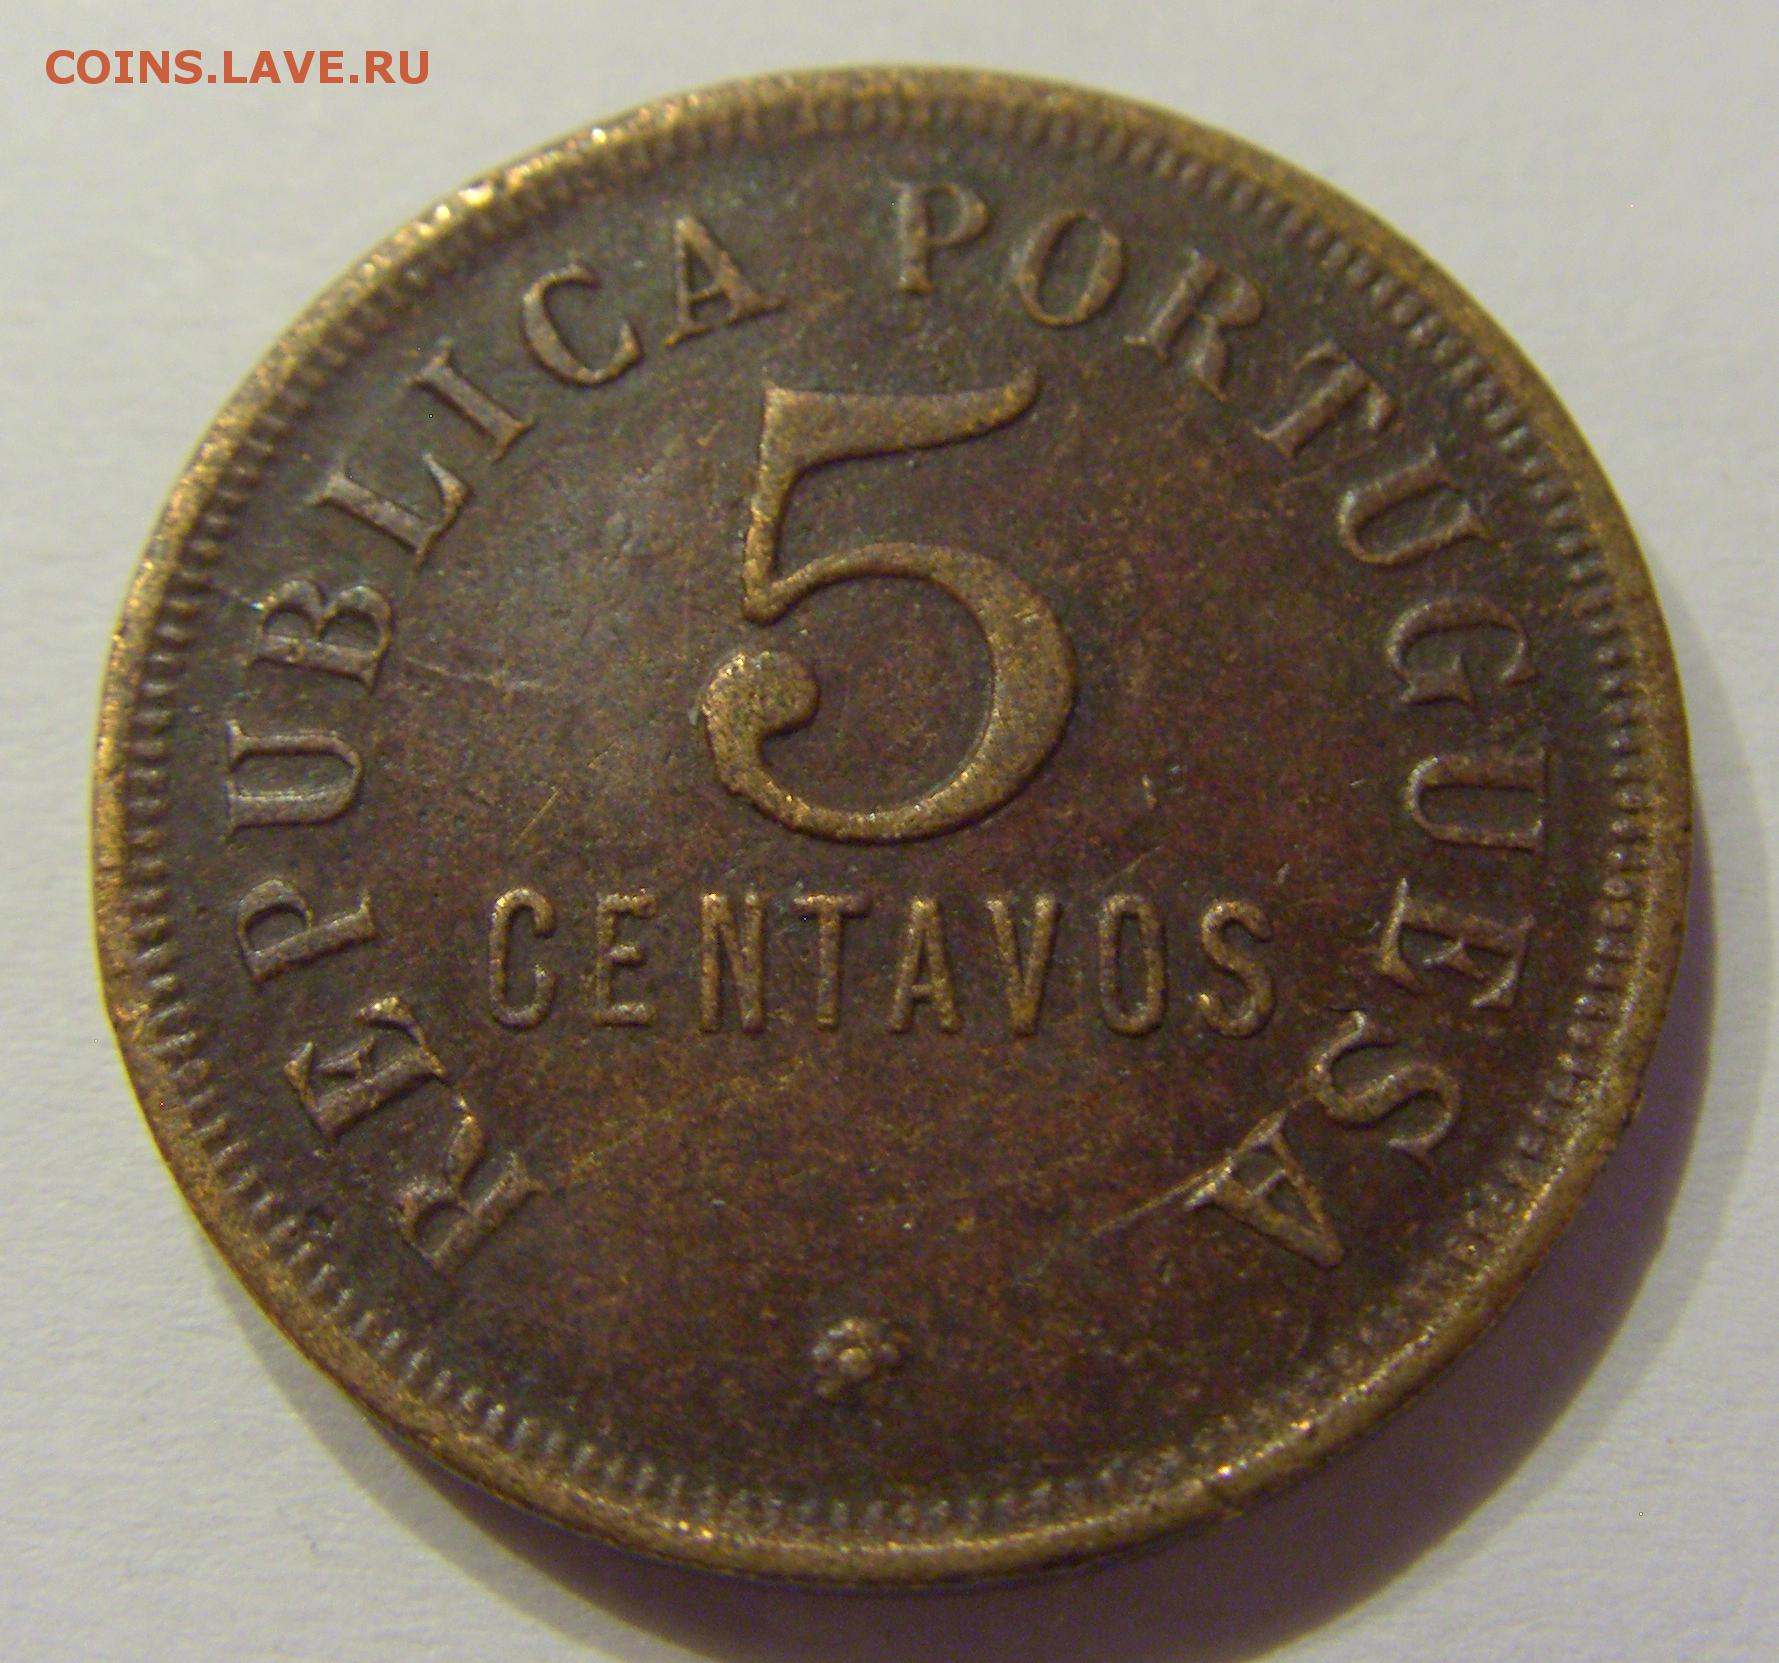 COINS.LAVE.RU
REPUBLICA PORTUGUESA
5
CENTAVOS